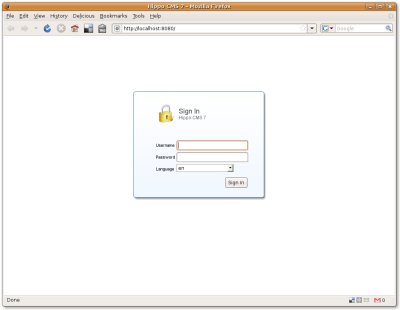 Hippo CMS 7 - Mozilla Firefox
File Edit View History Delicious Bookmarks Tools Help
http://localhost:8080/
Google
Sign In
Hippo CMS 7
Username
Password
Language en
Sign in
Done
0